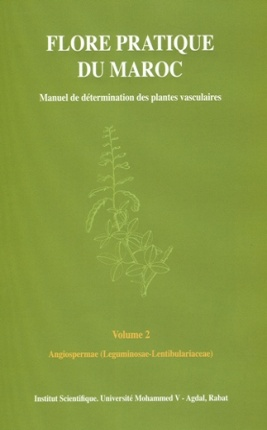 FLORE PRATIQUE
DU MAROC
Manuel de détermination des plantes vasculaires
Volume 2
Angiospermae (Leguminosae-Lentibulariaceae)
Institut Scientifique. Université Mohammed V - Agdal, Rabat